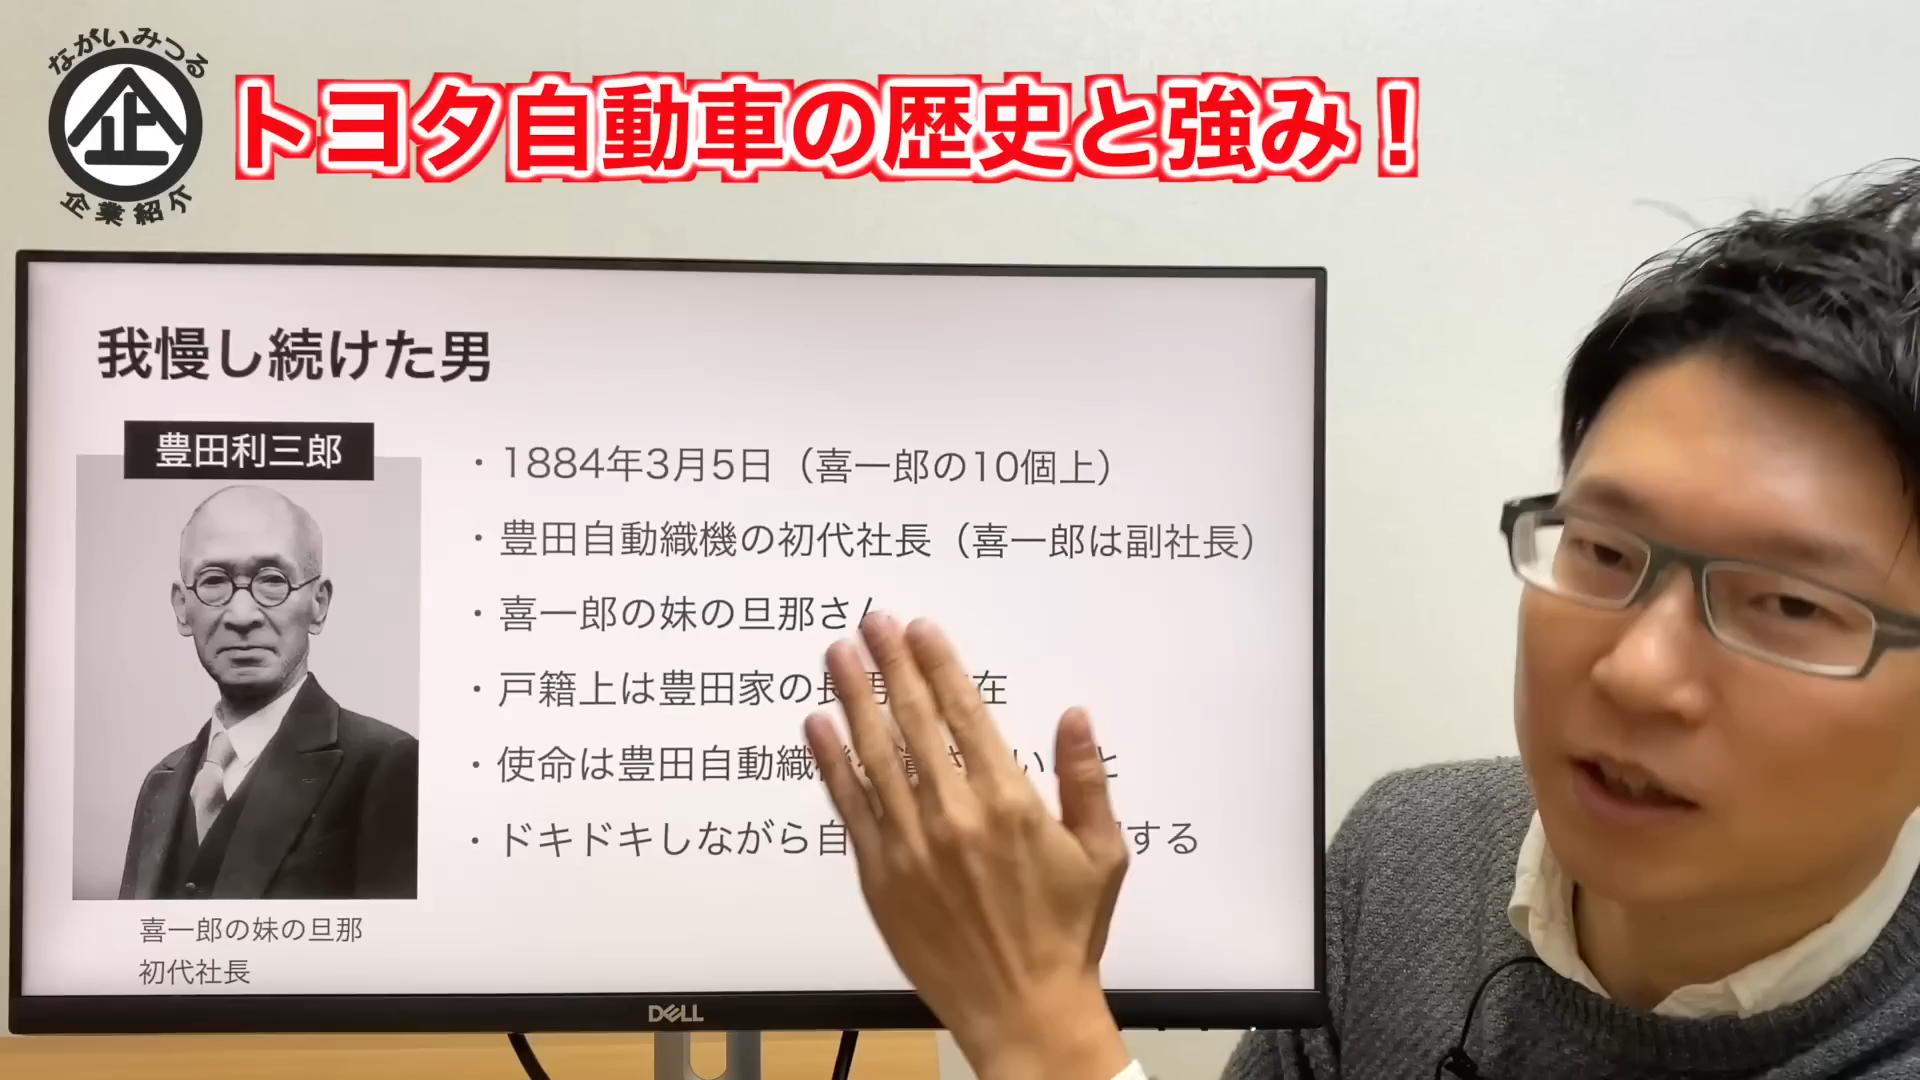 ながいみつる
企
企業紹介
トヨタ自動車の歴史と強み！
我慢し続けた男
豊田利三郎
・1884年3月5日（喜一郎の10個上）
・豊田自動織機の初代社長（喜一郎は副社長）
・喜一郎の妹の旦那さん
・戸籍上は豊田家の長男 在
・使命は豊田自動織機 と
・ドキドキしながら自 する
喜一郎の妹の旦那
初代社長
DELL